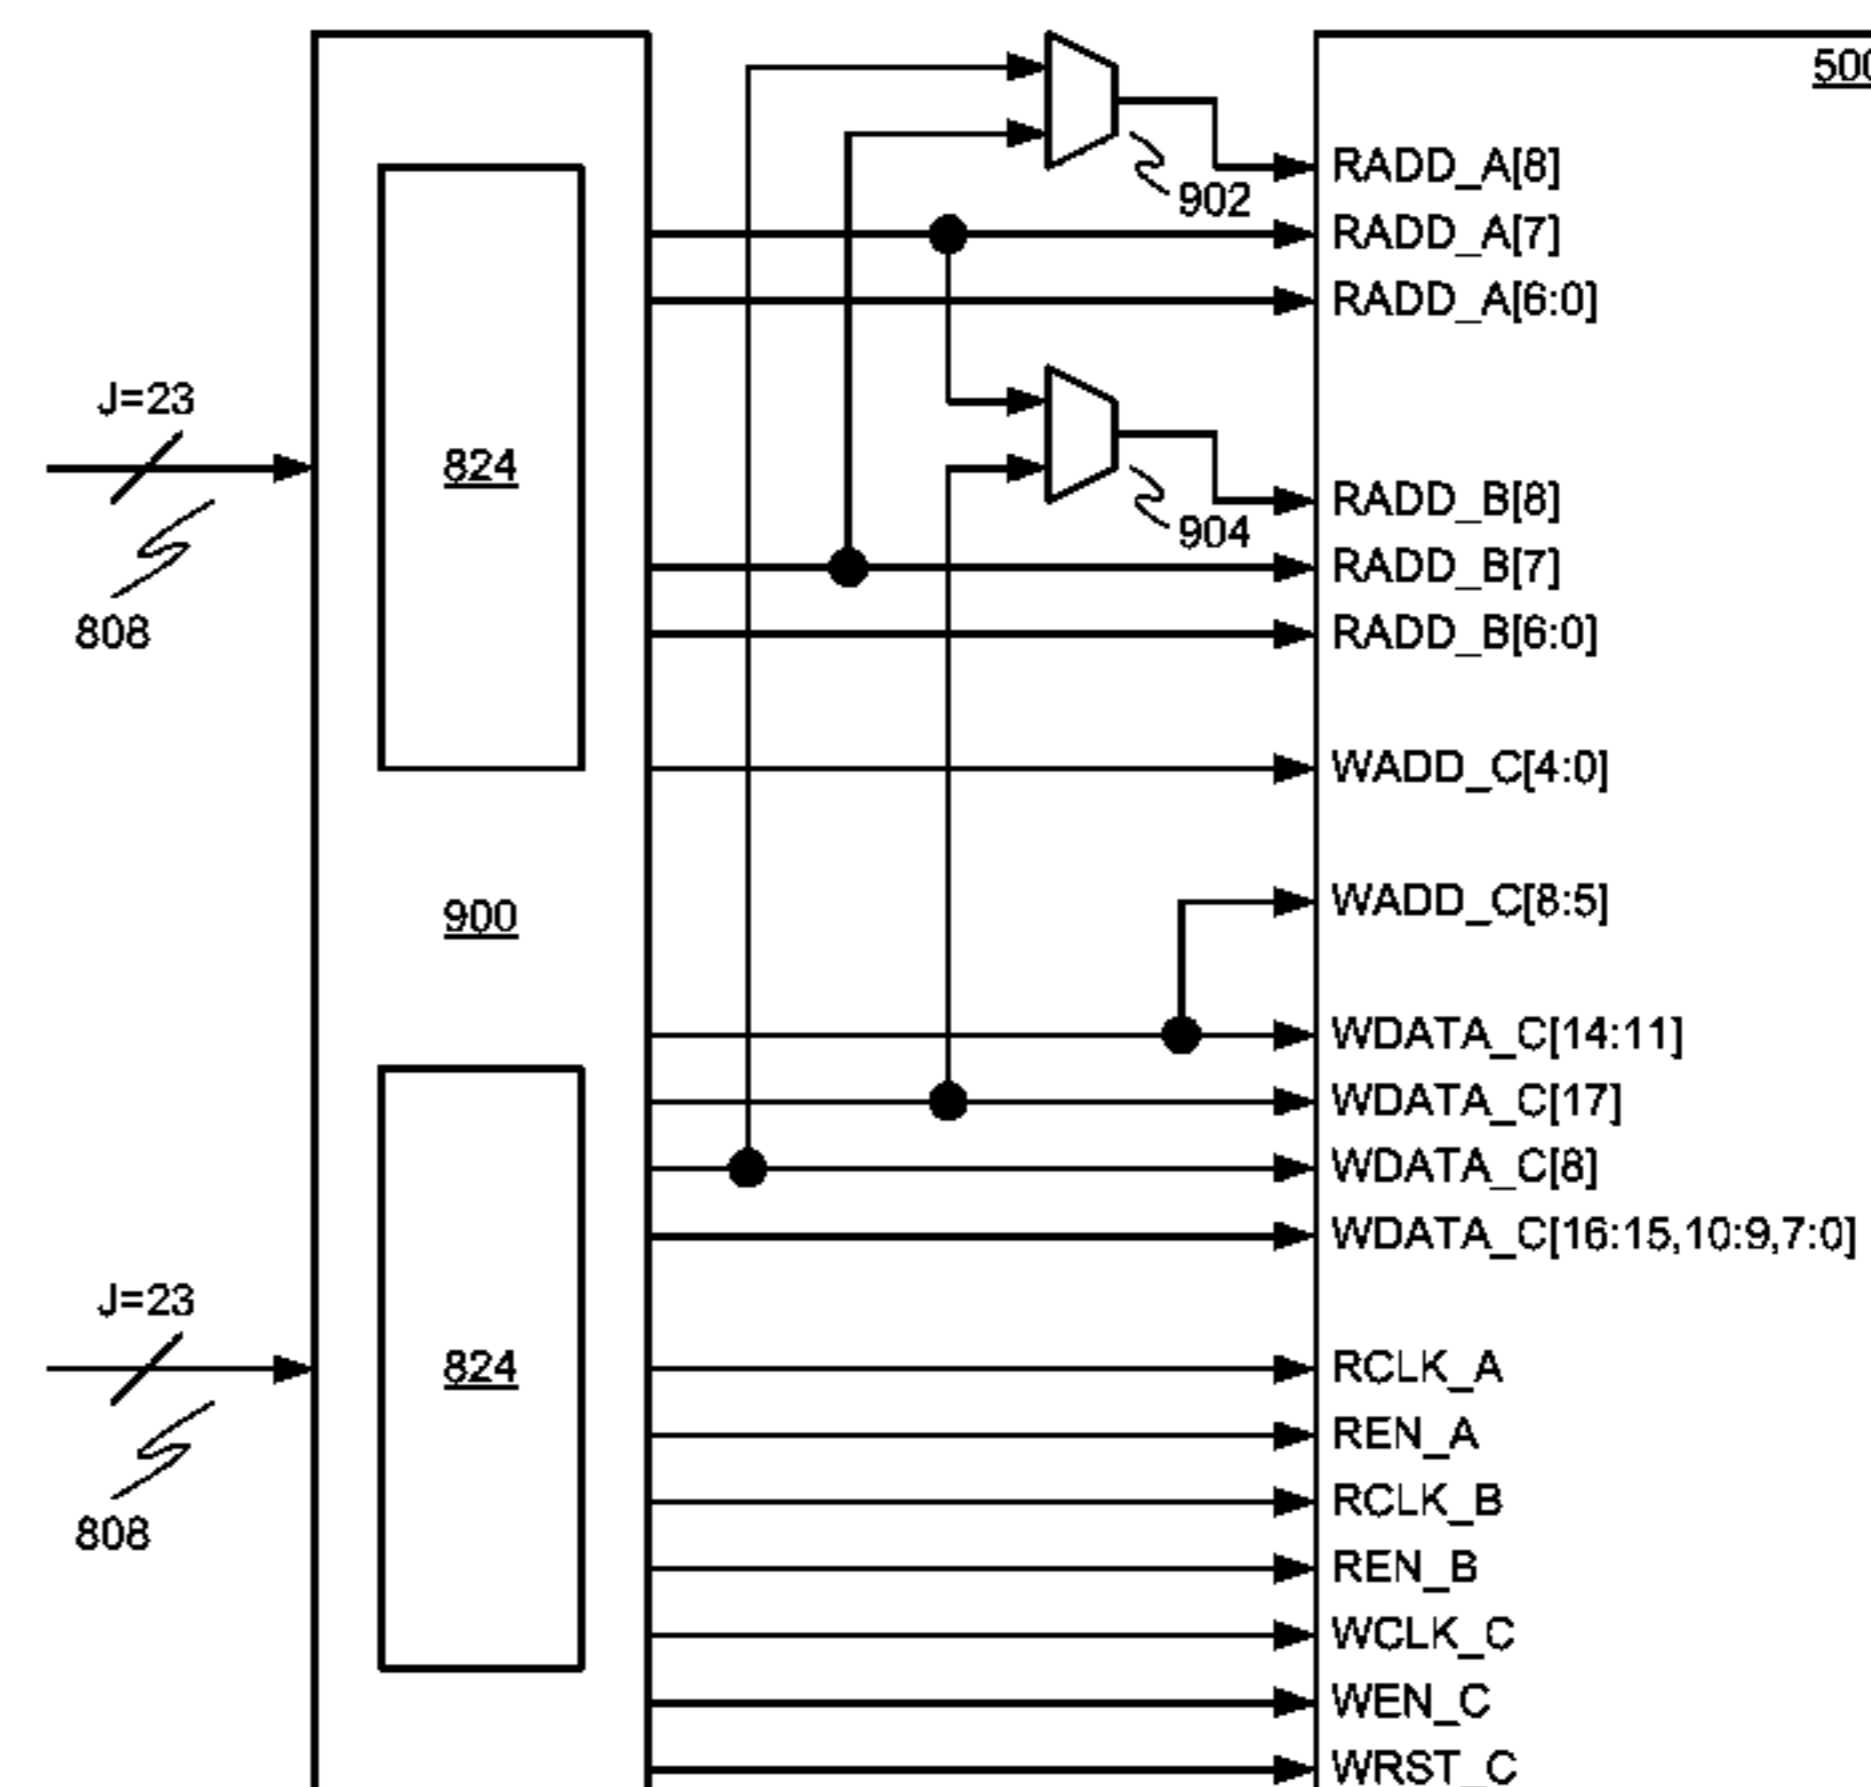 500
RADD_A[8]
902
RADD_A[7]
RADD_A[6:0]
J=23
824
RADD_B[8]
904
RADD_B[7]
808
RADD_B[6:0]
WADD_C[4:0]
900
WADD_C[8:5]
WDATA_C[14:11]
WDATA_C[17]
WDATA_C[8]
WDATA_C[16:15,10:9,7:0]
J=23
824
RCLK_A
REN_A
RCLK_B
808
REN_B
WCLK_C
WEN_C
WRST_C